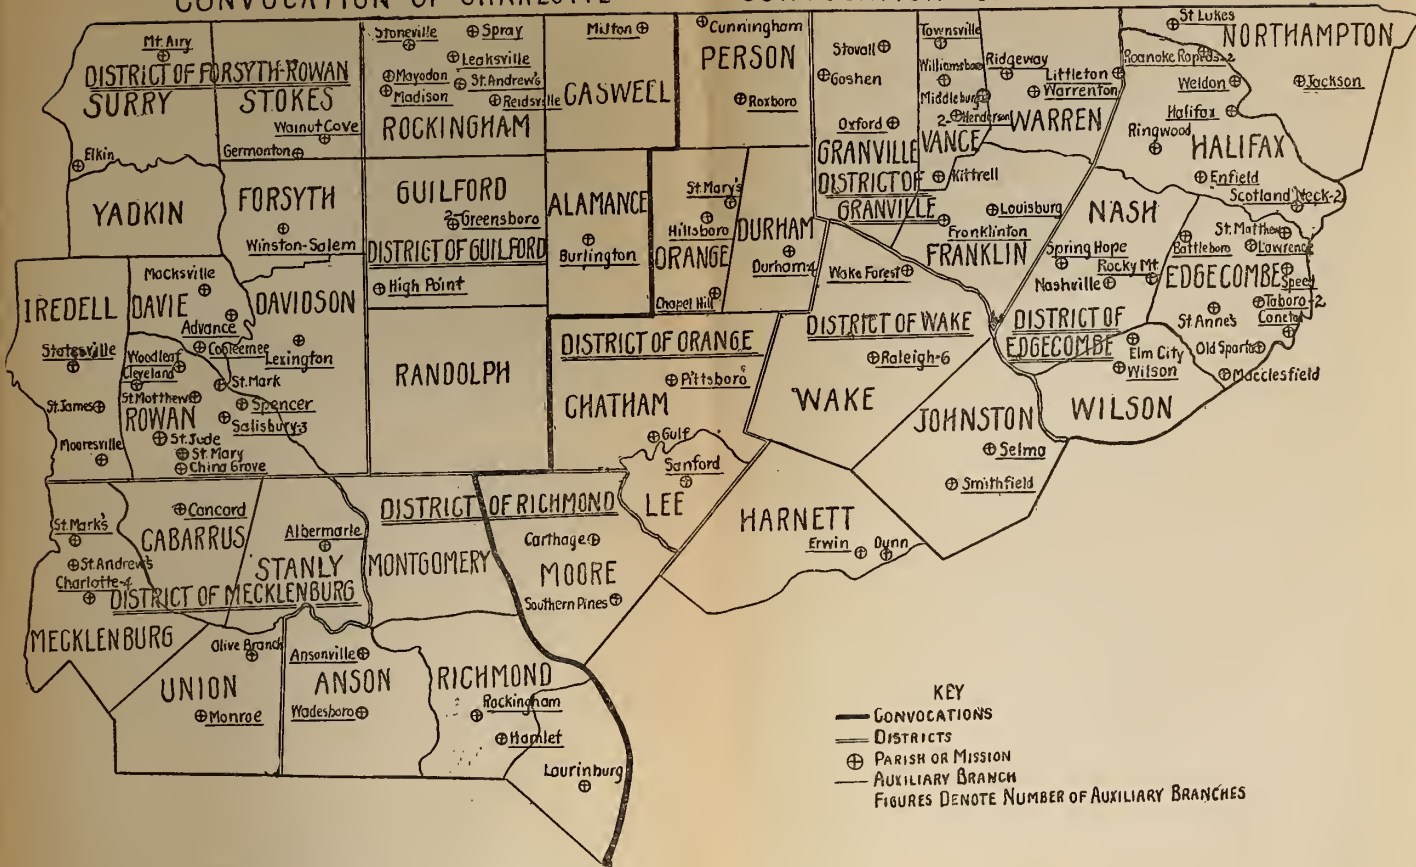 CONVOCATION OF CHARLOTTE
Mt. Airy
DISTRICT OF FORSYTH-ROWAN
SURRY
STOKES
Walnut Cove
Germonton
Elkin
YADKIN
FORSYTH
Winston-Salem
Stoneville
Spray
Leaksville
Mayodan
St. Andrew's
Madison
Reidsville
ROCKINGHAM
Milton
CASWELL
Cunningham
PERSON
Roxboro
GUILFORD
2-Greensboro
DISTRICT OF GUILFORD
High Point
ALAMANCE
Burlington
St. Mary's
Hillsboro
ORANGE
Chapel Hill
DURHAM
Durham-4
Stovall
Goshen
Oxford
GRANVILLE
DISTRICT OF
GRANVILLE
Townsville
Williamsboro
Middleburg
2-Henderson
VANCE
Kittrell
Ridgeway
Littleton
Warrenton
WARREN
Louisburg
Franklinton
FRANKLIN
St Lukes
NORTHAMPTON
Roanoke Rapids-2
Weldon
Jackson
Halifax
Ringwood
HALIFAX
Enfield
Scotland Neck-2
NASH
Spring Hope
Rocky Mt.
Nashville
Battleboro
St. Matthew
Lawrence
EDGECOMBE
Speed
Tarboro-2
St. Anne's
Conetoe
Old Sparta
Macclesfield
DISTRICT OF
EDGECOMBE
Elm City
Wilson
WILSON
IREDELL
Statesville
St. James
Mooresville
Mocksville
DAVIE
Advance
Cooleemee
DAVIDSON
Lexington
Woodleaf
Cleveland
St. Mark
St. Matthew
Spencer
ROWAN
Salisbury-3
St. Jude
St. Mary
China Grove
RANDOLPH
DISTRICT OF ORANGE
Pittsboro
CHATHAM
Gulf
Sanford
LEE
Wake Forest
DISTRICT OF WAKE
Raleigh-6
WAKE
JOHNSTON
Selma
Smithfield
HARNETT
Erwin
Dunn
St. Mark's
St. Andrew's
Charlotte-4
MECKLENBURG
Concord
CABARRUS
Albermarle
STANLY
DISTRICT OF MECKLENBURG
DISTRICT OF RICHMOND
MONTGOMERY
Carthage
MOORE
Southern Pines
Olive Branch
UNION
Monroe
Ansonville
ANSON
Wadesboro
RICHMOND
Rockingham
Hamlet
Laurinburg
KEY
CONVOCATIONS
DISTRICTS
PARISH OR MISSION
AUXILIARY BRANCH
FIGURES DENOTE NUMBER OF AUXILIARY BRANCHES